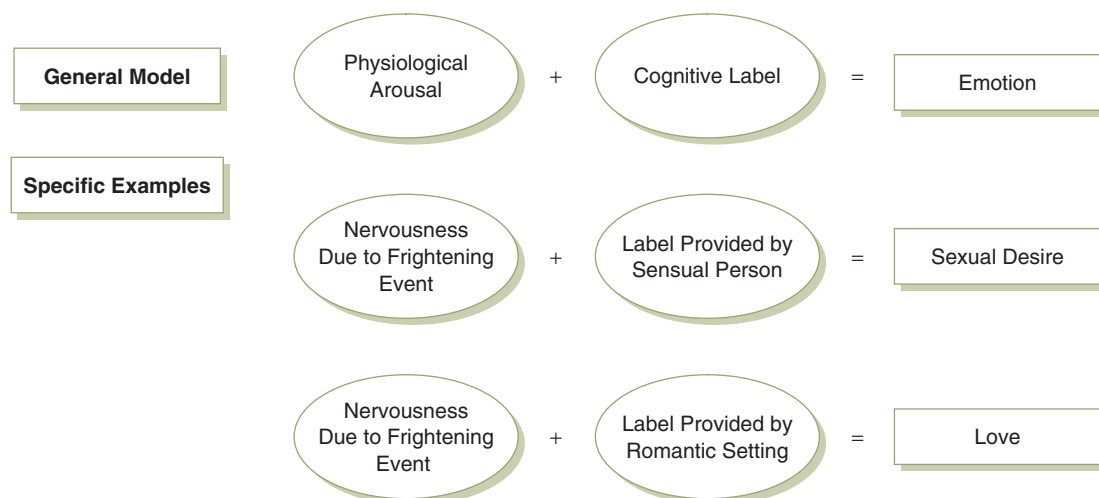 General Model
Physiological
Arousal
+
Cognitive Label
=
Emotion
Specific Examples
Nervousness
Due to Frightening
Event
+
Label Provided by
Sensual Person
=
Sexual Desire
Nervousness
Due to Frightening
Event
+
Label Provided by
Romantic Setting
=
Love